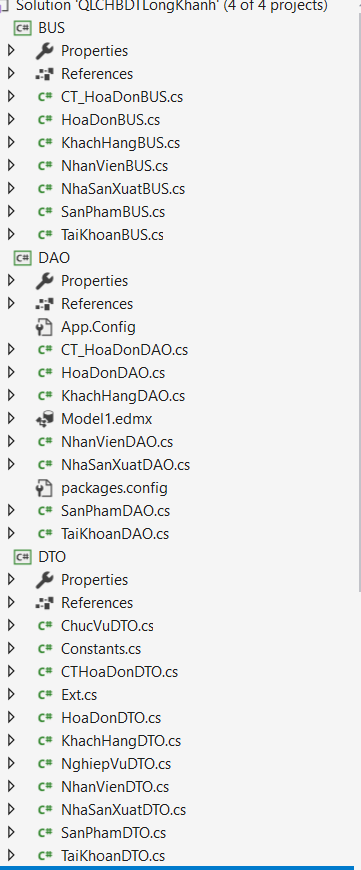 Solution 'QLCHBDTLongKhanh' (4 of 4 projects)
BUS
Properties
References
CT_HoaDonBUS.cs
HoaDonBUS.cs
KhachHangBUS.cs
NhanVienBUS.cs
NhaSanXuatBUS.cs
SanPhamBUS.cs
TaiKhoanBUS.cs
DAO
Properties
References
App.Config
CT_HoaDonDAO.cs
HoaDonDAO.cs
KhachHangDAO.cs
Model1.edmx
NhanVienDAO.cs
NhaSanXuatDAO.cs
packages.config
SanPhamDAO.cs
TaiKhoanDAO.cs
DTO
Properties
References
ChucVuDTO.cs
Constants.cs
CTHoaDonDTO.cs
Ext.cs
HoaDonDTO.cs
KhachHangDTO.cs
NghiepVuDTO.cs
NhanVienDTO.cs
NhaSanXuatDTO.cs
SanPhamDTO.cs
TaiKhoanDTO.cs